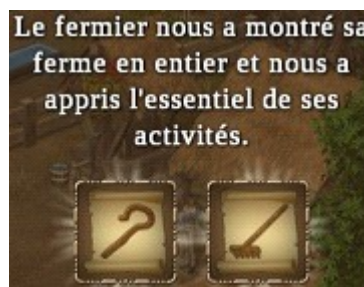 Le fermier nous a montré sa
ferme en entier et nous a
appris l'essentiel de ses
activités.